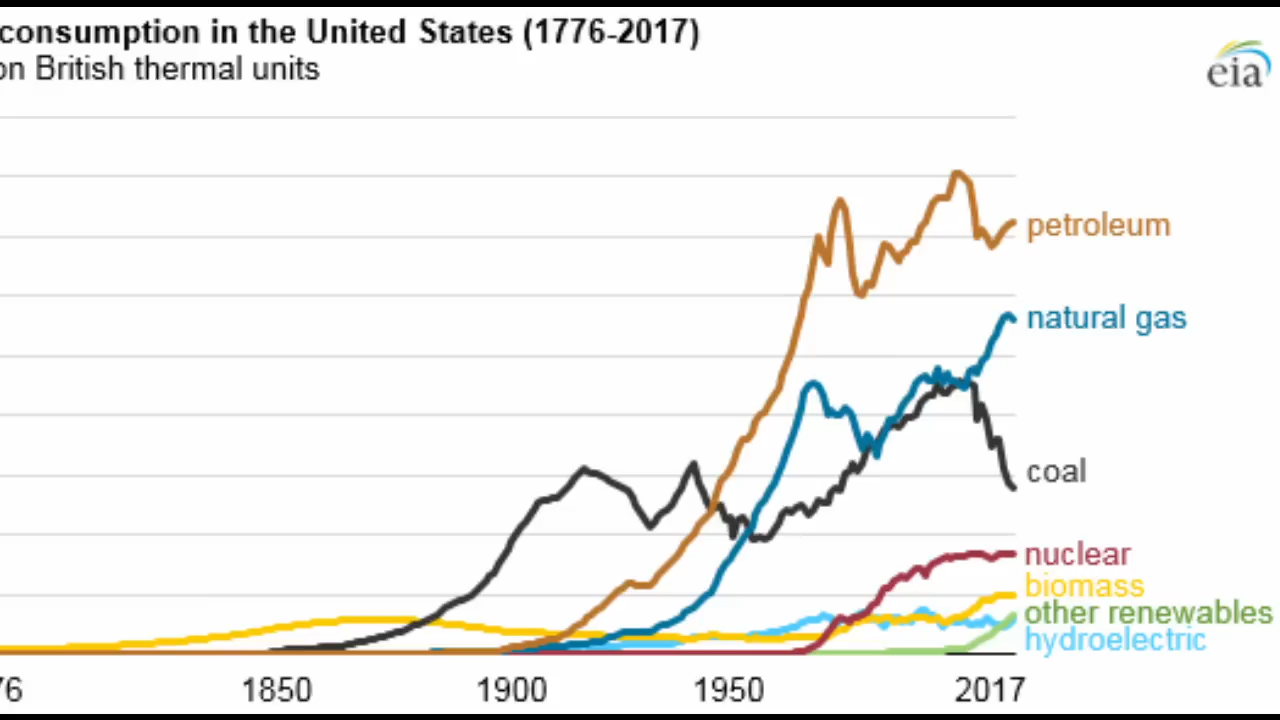 consumption in the United States (1776-2017)
on British thermal units
eia
petroleum
natural gas
coal
nuclear
biomass
other renewables
hydroelectric
76 1850 1900 1950 2017